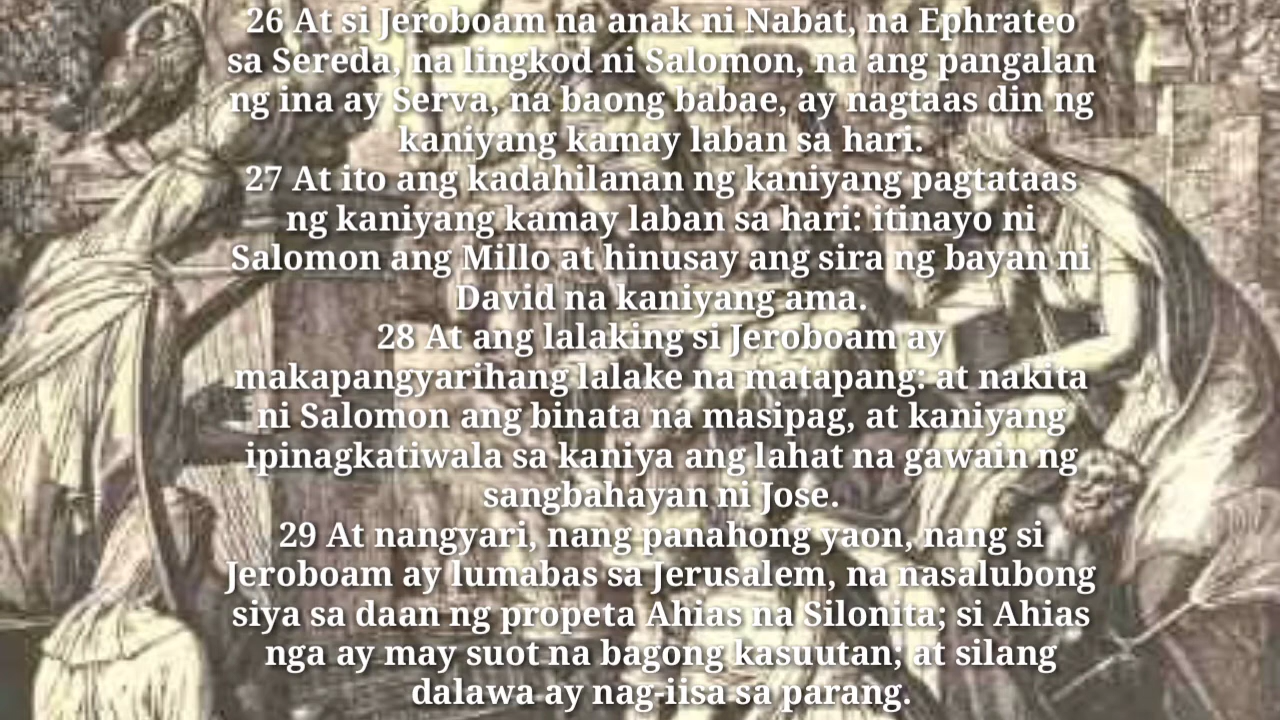 26 At si Jeroboam na anak ni Nabat, na Ephrateo
sa Sereda, na lingkod ni Salomon, na ang pangalan
ng ina ay Serva, na baong babae, ay nagtaas din ng
kaniyang kamay laban sa hari.
27 At ito ang kadahilanan ng kaniyang pagtataas
ng kaniyang kamay laban sa hari: itinayo ni
Salomon ang Millo at hinusay ang sira ng bayan ni
David na kaniyang ama.
28 At ang lalaking si Jeroboam ay
makapangyarihang lalake na matapang: at nakita
ni Salomon ang binata na masipag, at kaniyang
ipinagkatiwala sa kaniya ang lahat na gawain ng
sangbahayan ni Jose.
29 At nangyari, nang panahong yaon, nang si
Jeroboam ay lumabas sa Jerusalem, na nasalubong
siya sa daan ng propeta Ahias na Silonita; si Ahias
nga ay may suot na bagong kasuutan; at silang
dalawa ay nag-iisa sa parang.